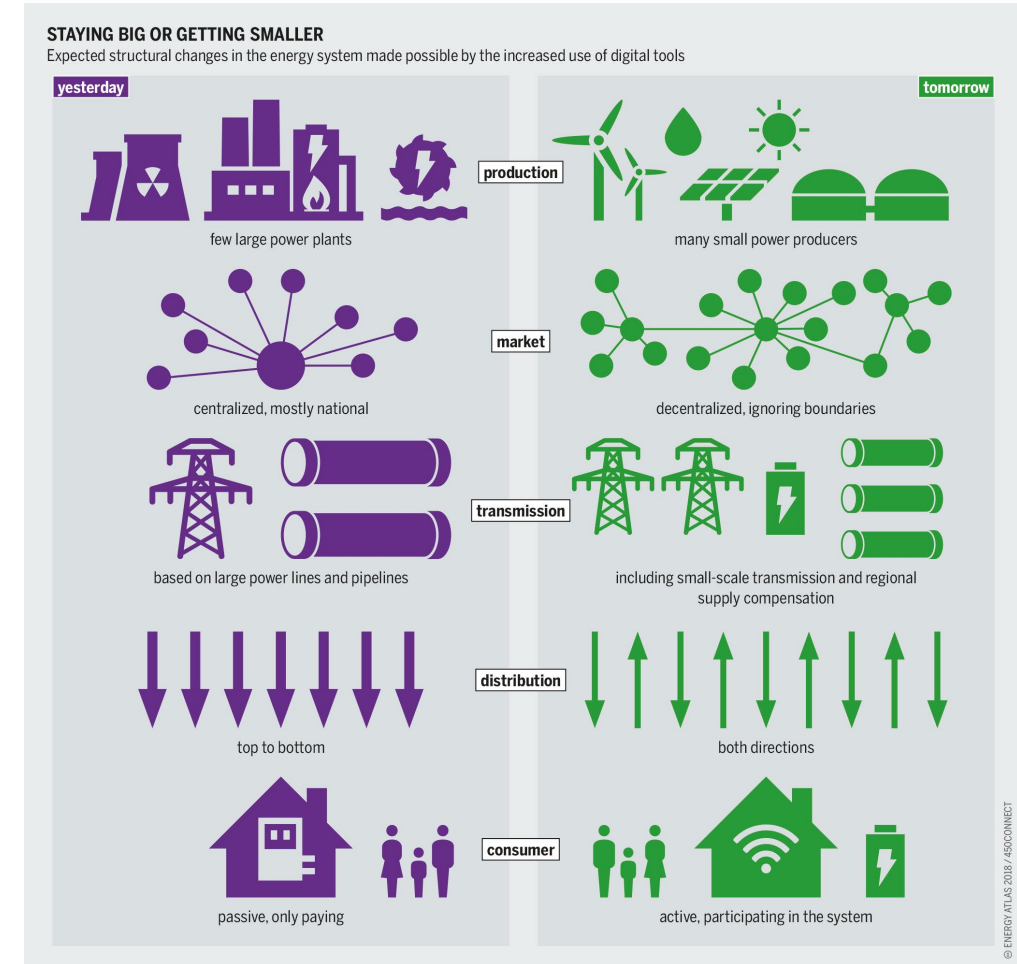 STAYING BIG OR GETTING SMALLER
Expected structural changes in the energy system made possible by the increased use of digital tools
yesterday
tomorrow
production
few large power plants
many small power producers
market
centralized, mostly national
decentralized, ignoring boundaries
transmission
based on large power lines and pipelines
including small-scale transmission and regional
supply compensation
distribution
top to bottom
both directions
consumer
passive, only paying
active, participating in the system
© ENERGY ATLAS 2018 / 450CONNECT